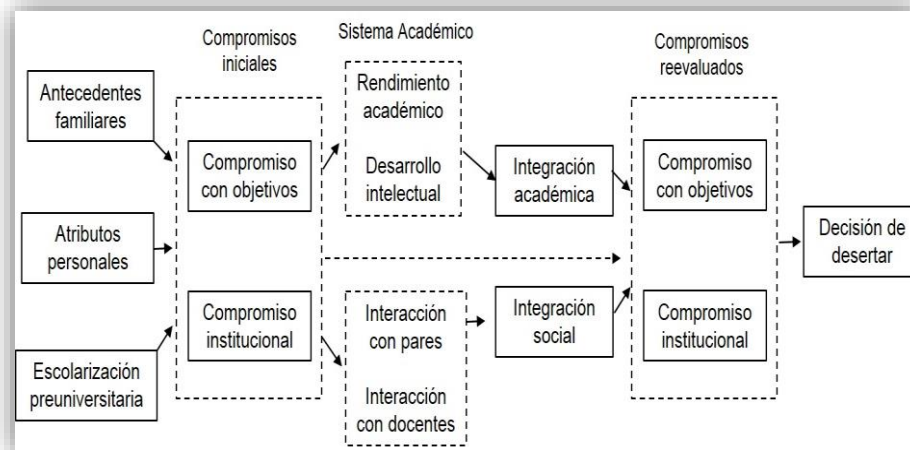 Compromisos
iniciales
Sistema Académico
Compromisos
reevaluados
Antecedentes
familiares
Atributos
personales
Escolarización
preuniversitaria
Compromiso
con objetivos
Compromiso
institucional
Rendimiento
académico
Desarrollo
intelectual
Interacción
con pares
Interacción
con docentes
Integración
académica
Integración
social
Compromiso
con objetivos
Compromiso
institucional
Decisión de
desertar